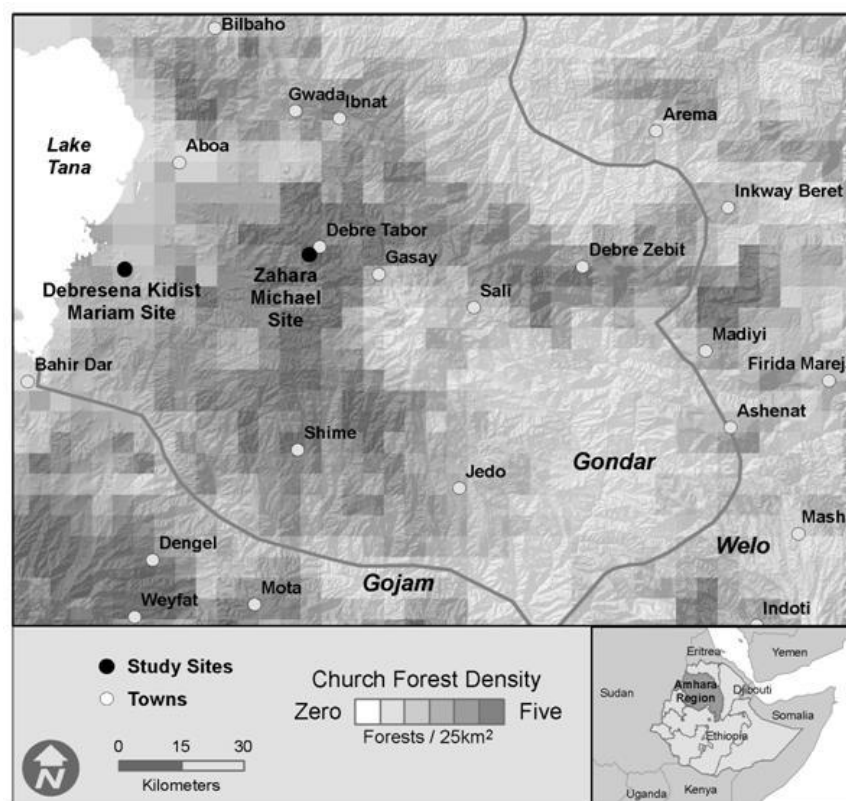 Bilbaho
Gwada
Ibnat
Arema
Lake
Tana
Aboa
Inkway Beret
Debre Tabor
Debre Zebit
Gasay
Zahara
Michael
Site
Debresena Kidist
Mariam Site
Sali
Madiyi
Bahir Dar
Firida Marej
Ashenat
Shime
Gondar
Jedo
Mash
Welo
Dengel
Gojam
Mota
Weyfat
Indoti
Study Sites
Towns
0 15 30
Kilometers
N
Church Forest Density
Zero Five
Forests / 25km²
Eritrea
Yemen
Sudan
Amhara
Region
Djibouti
Somalia
Ethiopia
Uganda
Kenya